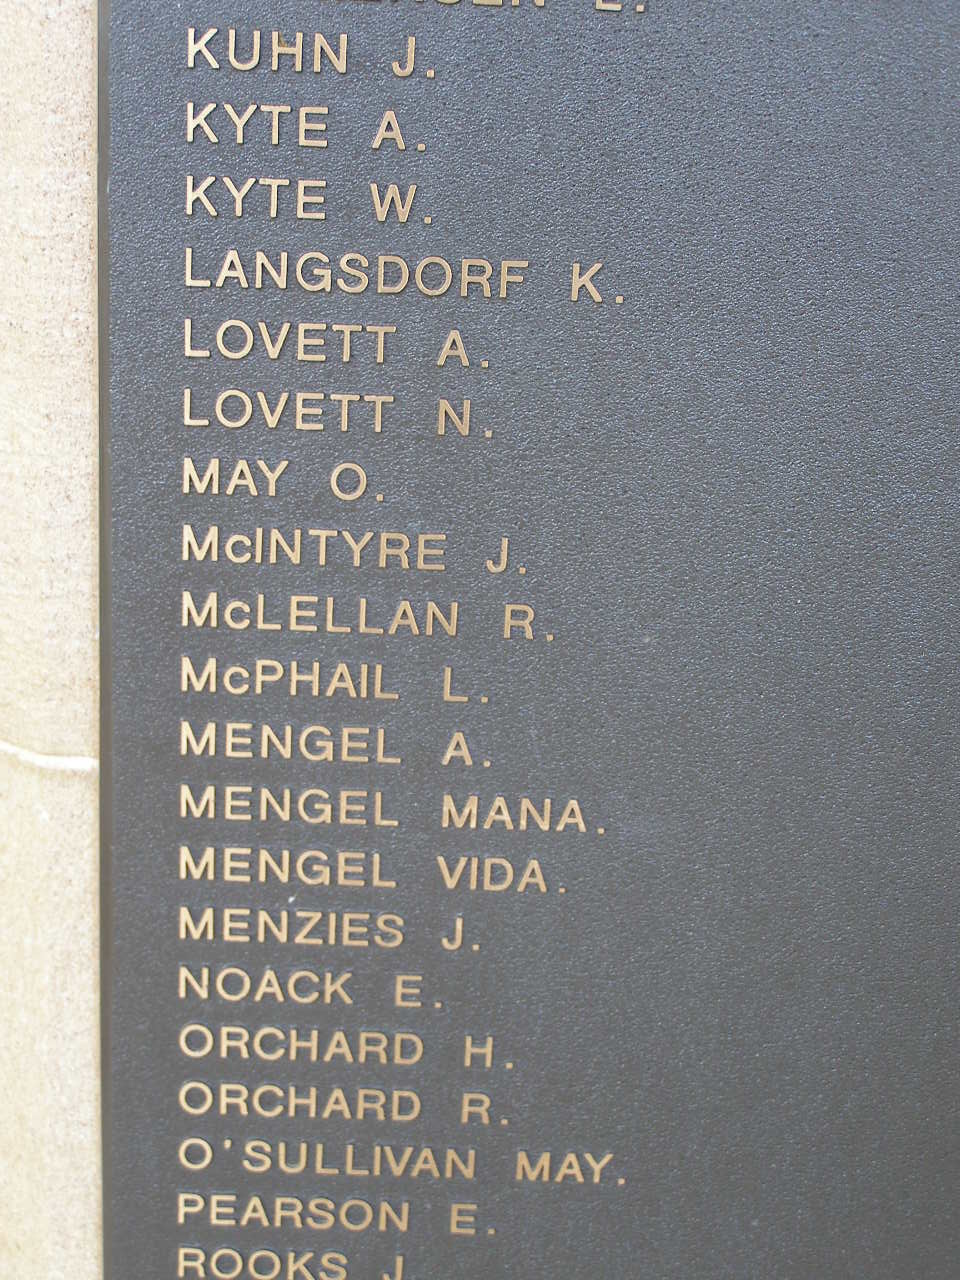 KUHN J.
KYTE A.
KYTE W.
LANGSDORF K.
LOVETT A.
LOVETT N.
MAY O.
McINTYRE J.
McLELLAN R.
McPHAIL L.
MENGEL A.
MENGEL MANA.
MENGEL VIDA.
MENZIES J.
NOACK E.
ORCHARD H.
ORCHARD R.
O'SULLIVAN MAY.
PEARSON E.
ROOKS J.